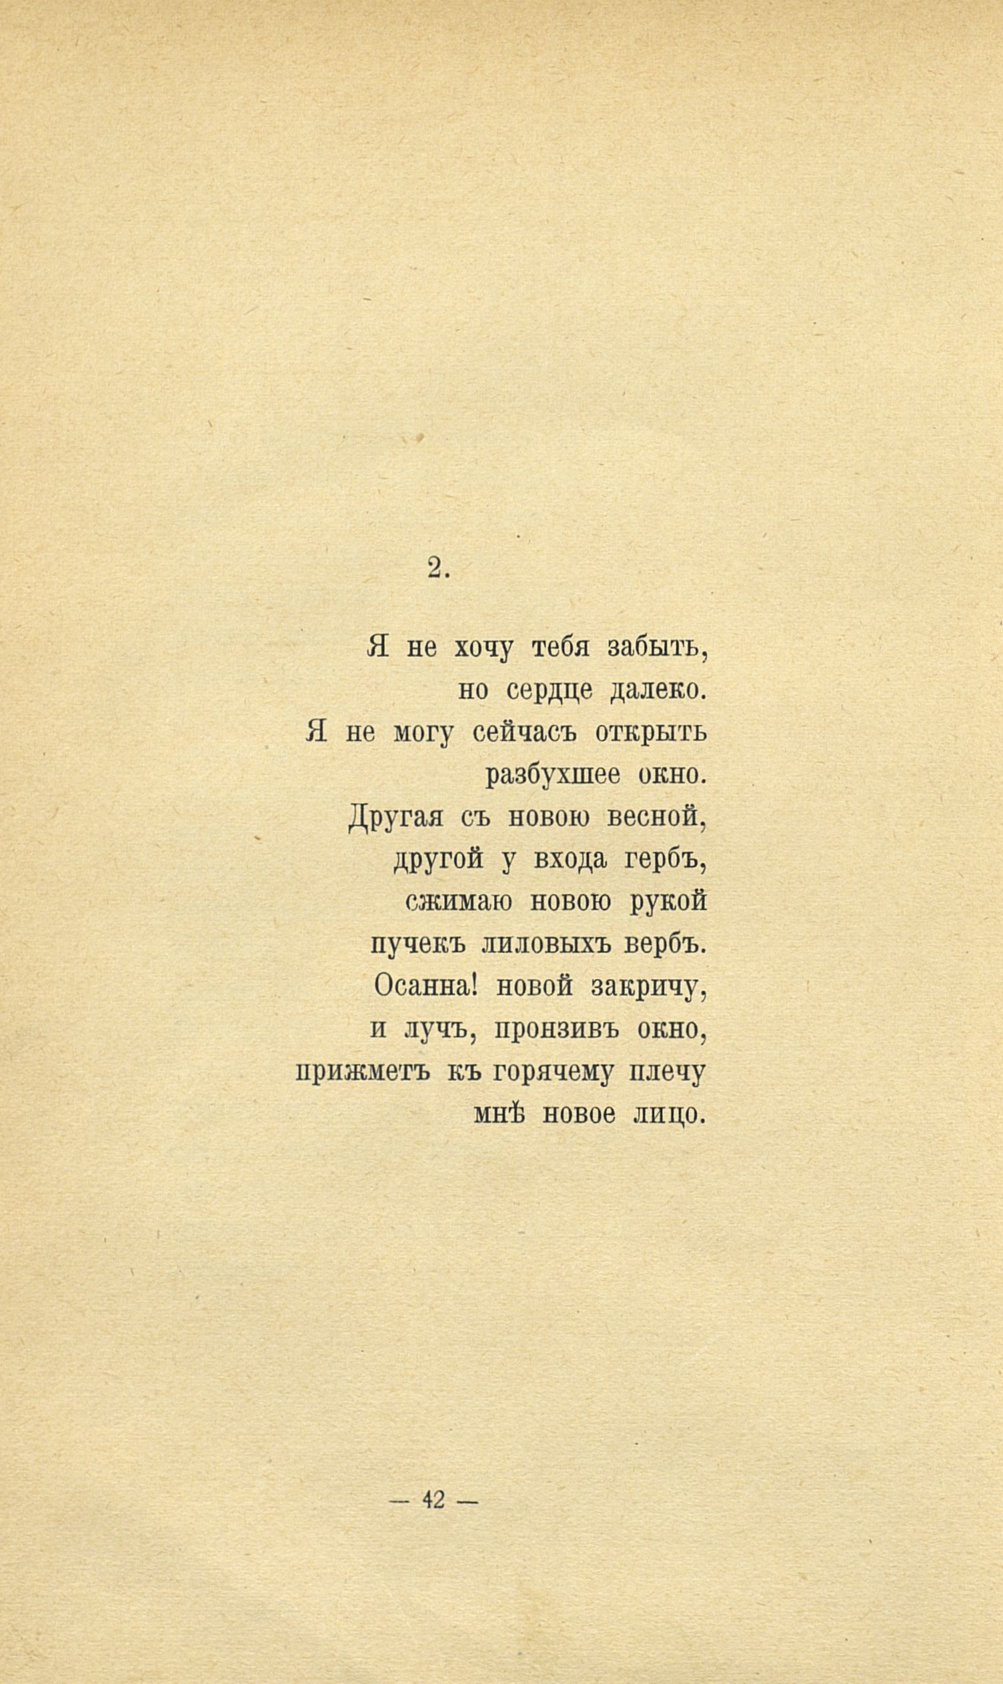 2.
Я не хочу тебя забыть,
но сердце далеко.
Я не могу сейчасъ открыть
разбухшее окно.
Другая съ новою весной,
другой у входа гербъ,
сжимаю новою рукой
пучекъ лиловыхъ вербъ.
Осанна! новой закричу,
и лучъ, пронзивъ окно,
прижметъ къ горячему плечу
мнѣ новое лицо.
— 42 —